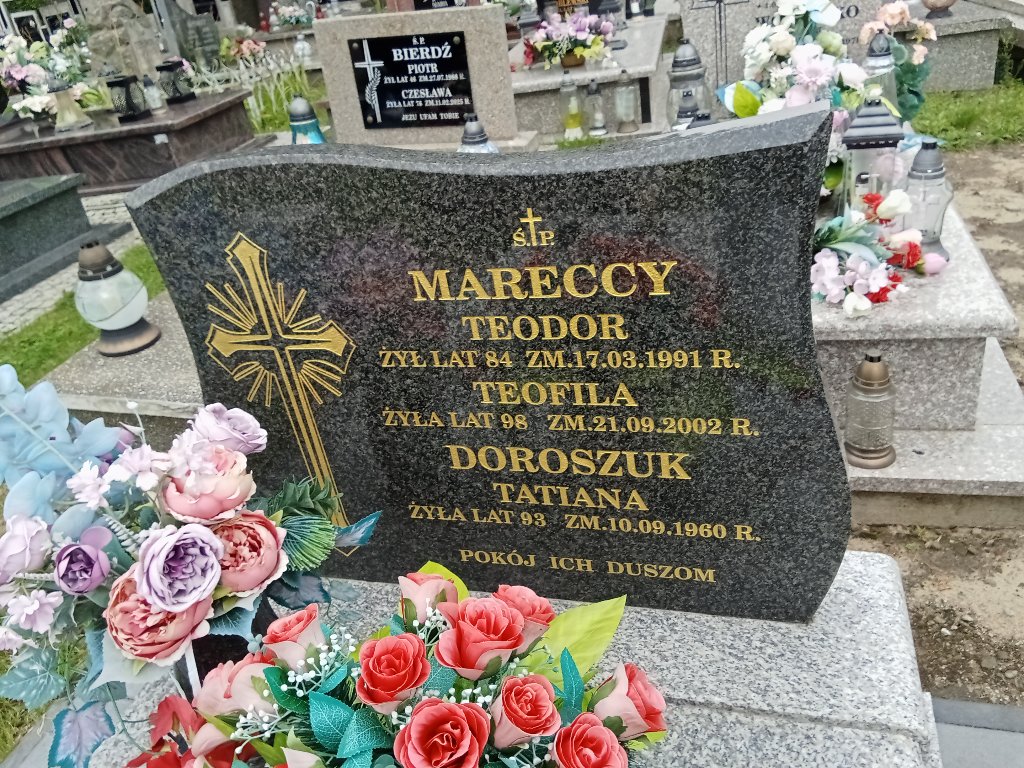 Ś. P.
BIERDŹ
PIOTR
CZESŁAWA
JEZU UFAM TOBIE
Ś.P.
MARECCY
TEODOR
ŻYŁ LAT 84 ZM.17.03.1991 R.
TEOFILA
ŻYŁA LAT 98 ZM.21.09.2002 R.
DOROSZUK
TATIANA
ŻYŁA LAT 93 ZM.10.09.1960 R.
POKÓJ ICH DUSZOM